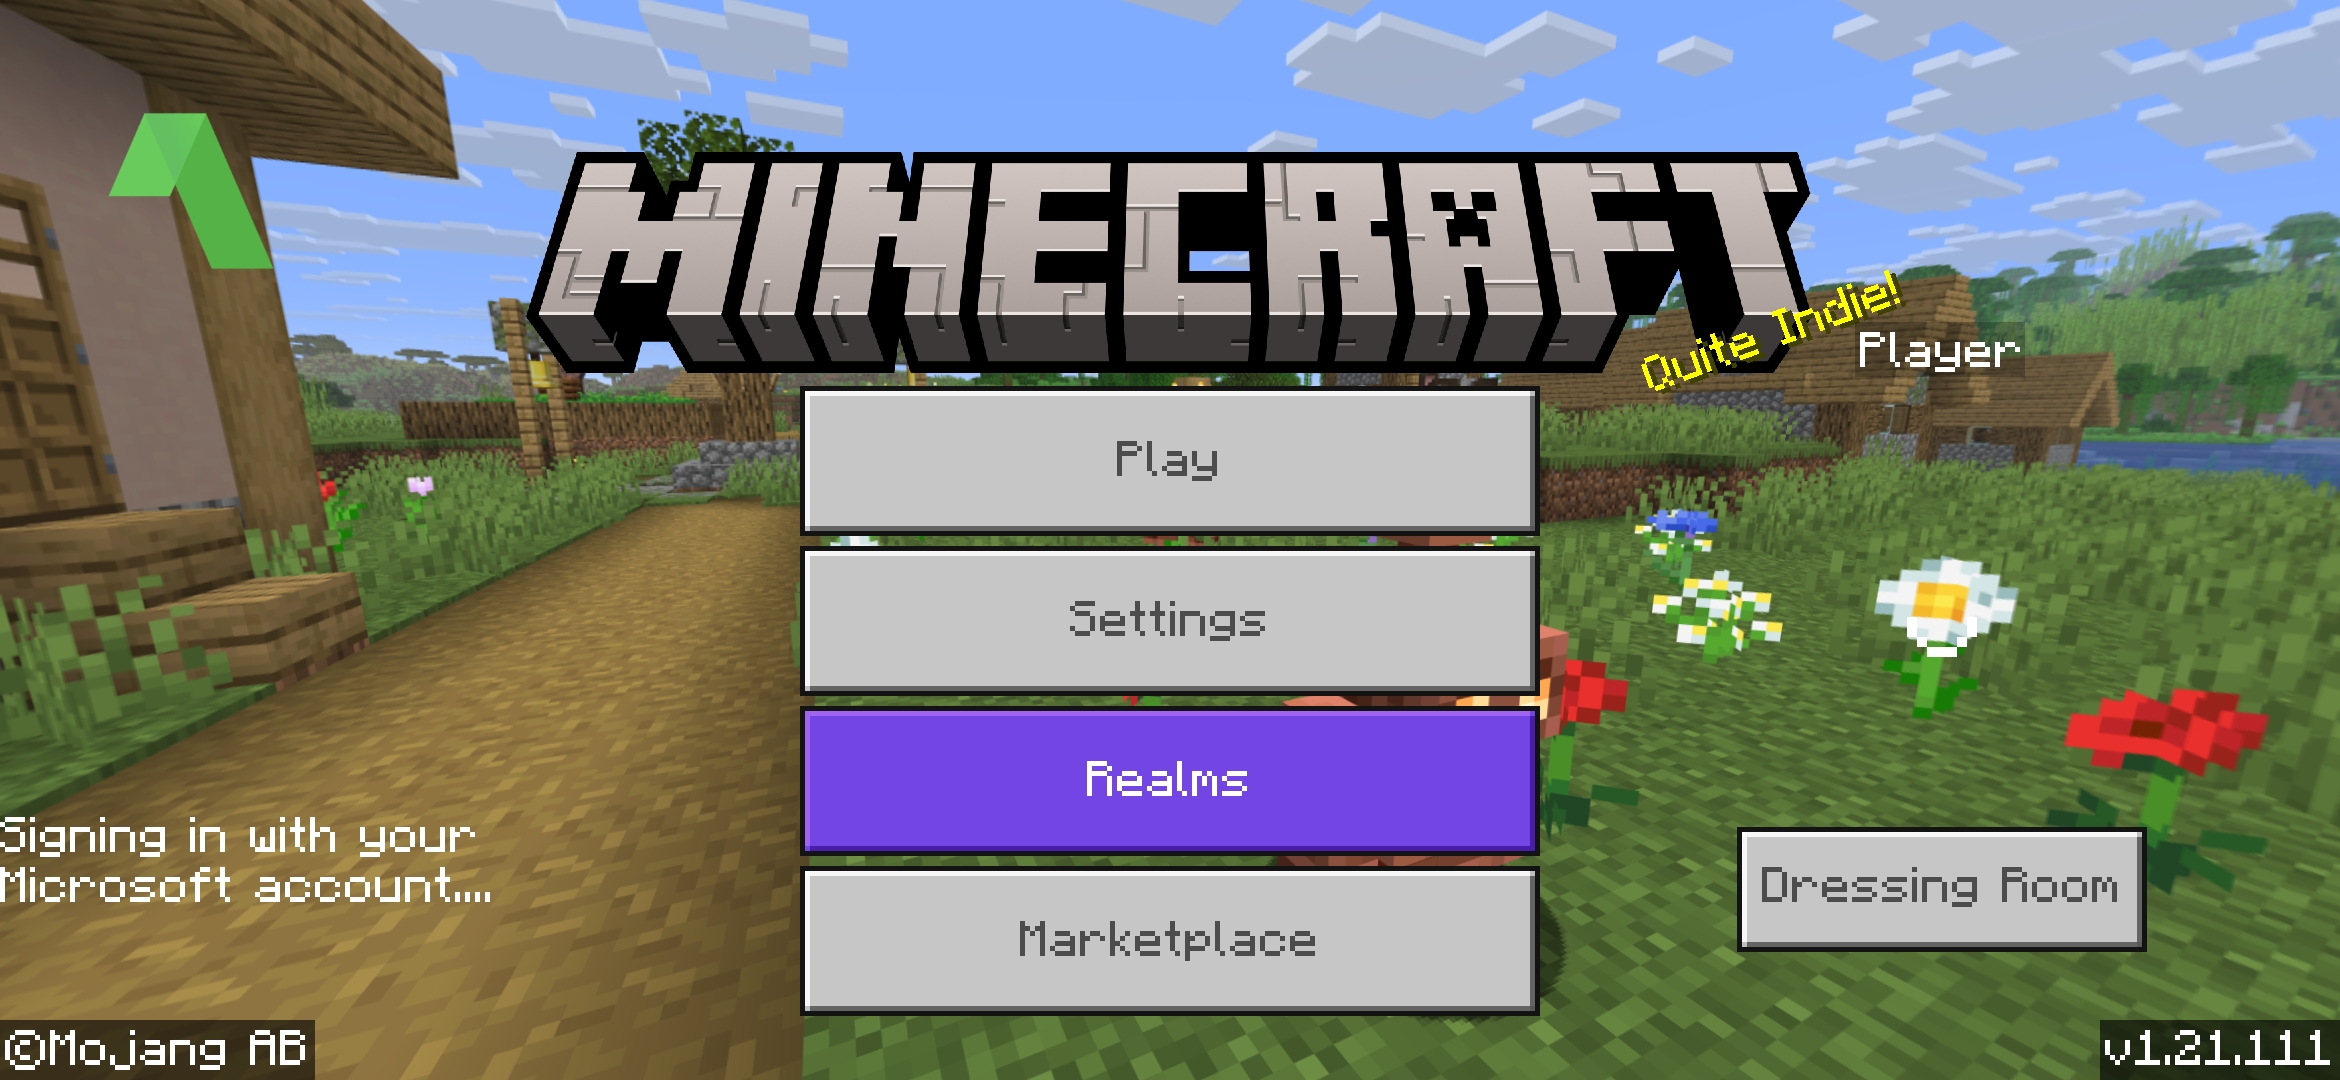 MINECRAFT
Quite Indie!
Player
Play
Settings
Realms
Marketplace
Signing in with your
Microsoft account....
Dressing Room
©Mojang AB
v1.21.111